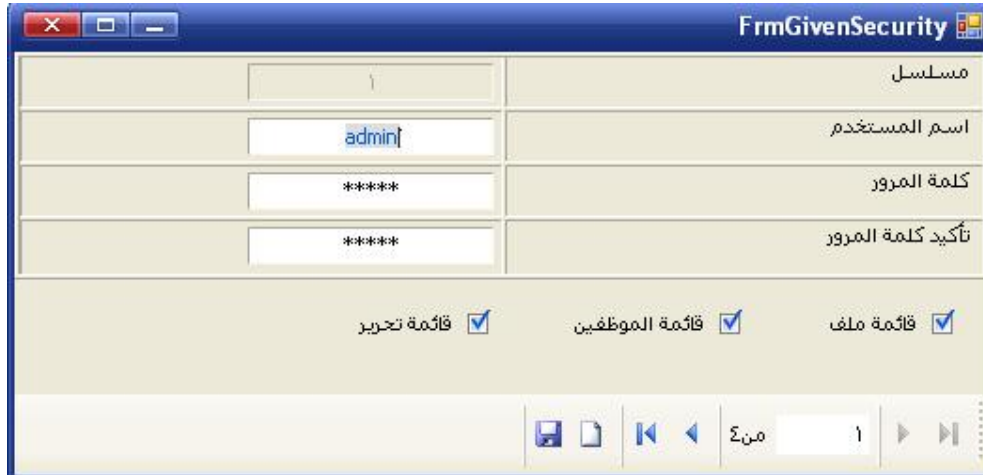 FrmGivenSecurity
مسلسل ١
اسم المستخدم admin
كلمة المرور *****
تأكيد كلمة المرور *****
قائمة ملف قائمة الموظفين قائمة تحرير
١ من٤